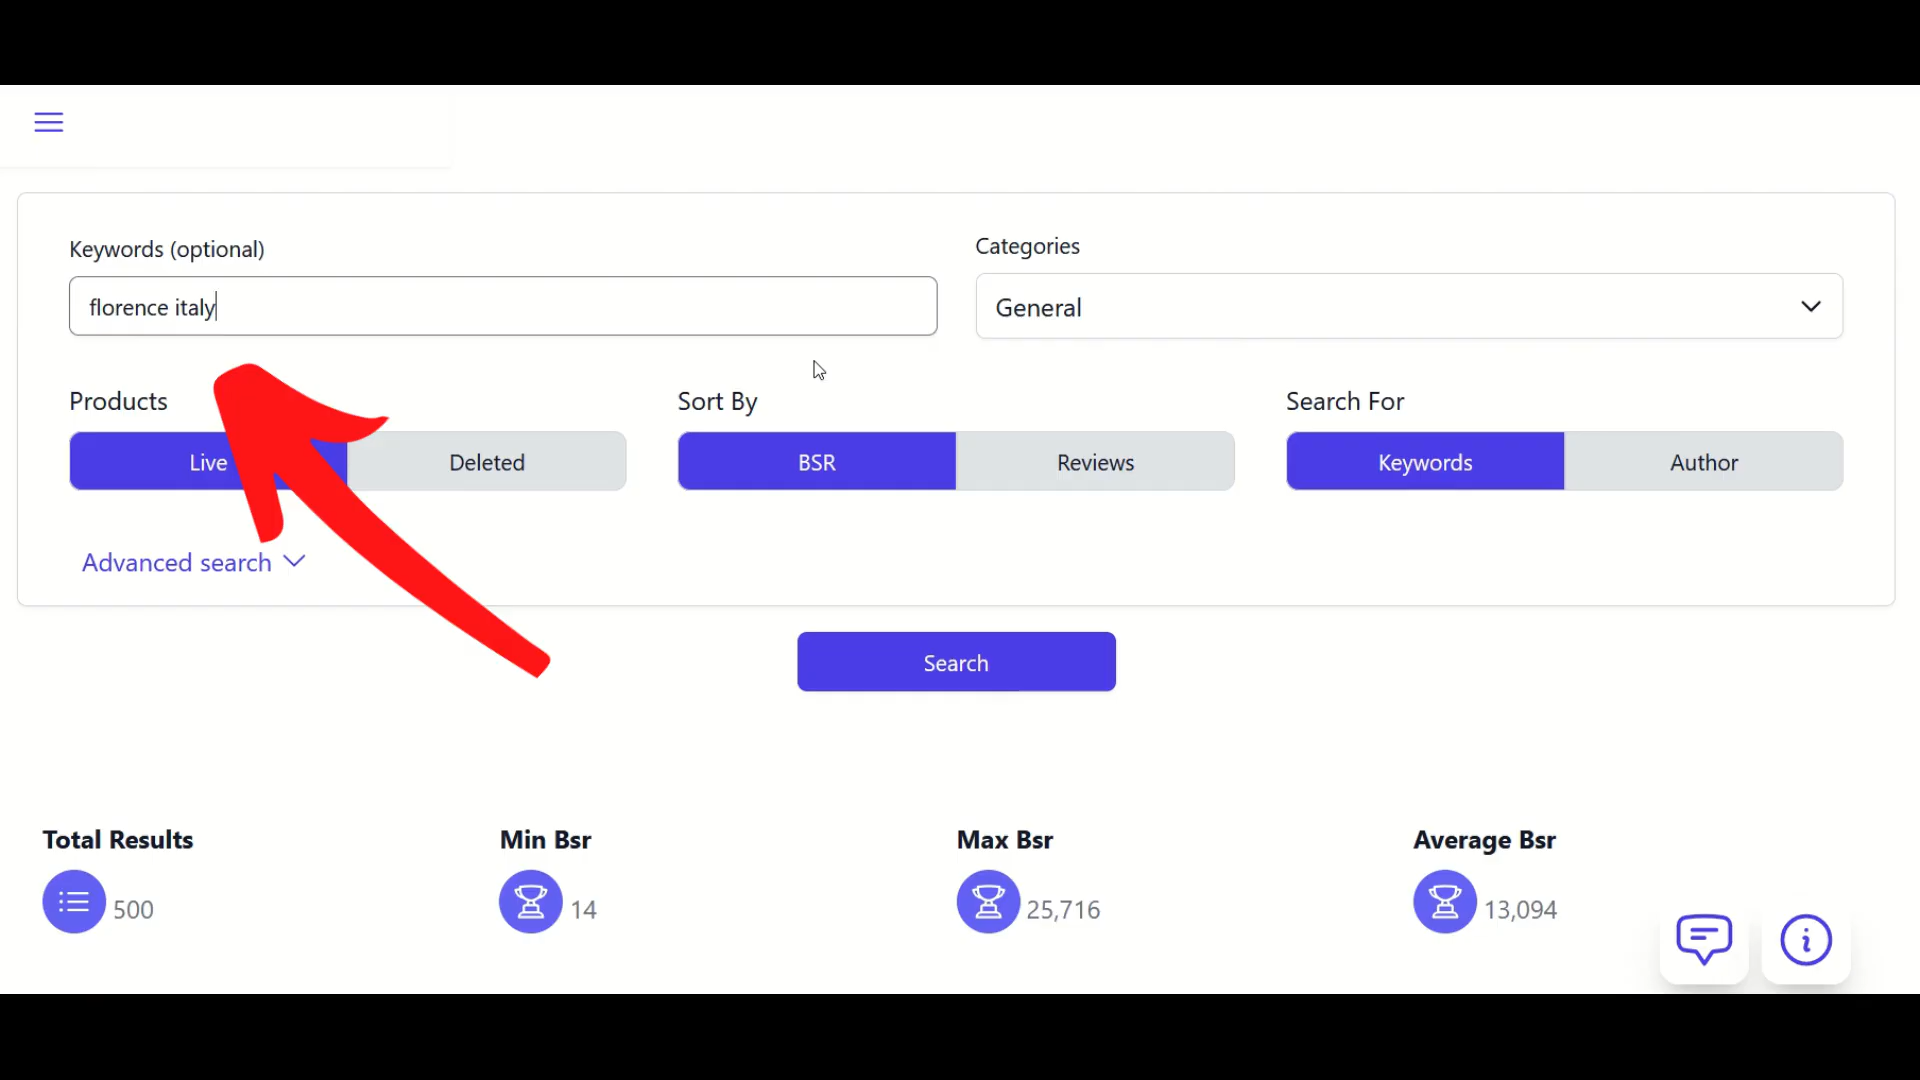 Keywords (optional)
Categories
florence italy
General
Products
Sort By
Search For
Live
Deleted
BSR
Reviews
Keywords
Author
Advanced search
Search
Total Results
Min Bsr
Max Bsr
Average Bsr
500
14
25,716
13,094